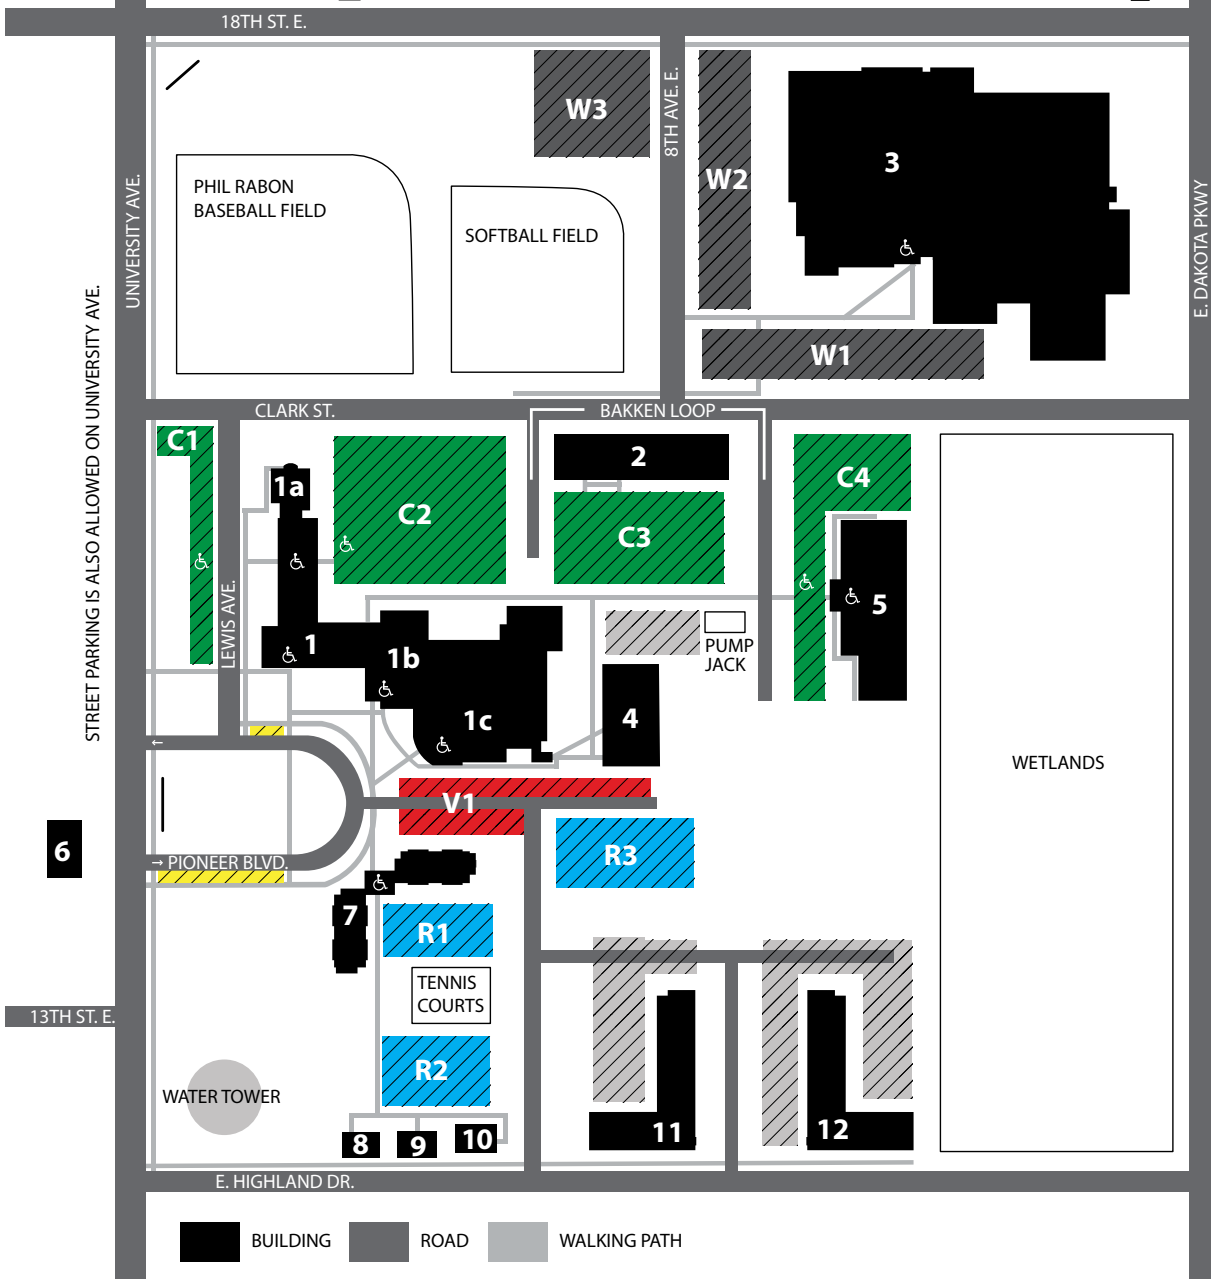 18TH ST. E.
W3
8TH AVE. E.
W2
3
UNIVERSITY AVE.
PHIL RABON
BASEBALL FIELD
SOFTBALL FIELD
E. DAKOTA PKWY
STREET PARKING IS ALSO ALLOWED ON UNIVERSITY AVE.
W1
CLARK ST.
BAKKEN LOOP
C1
1a
C2
2
C3
C4
5
LEWIS AVE.
1
1b
1c
PUMP
JACK
4
←
WETLANDS
V1
6
→ PIONEER BLVD.
R3
7
R1
TENNIS
COURTS
13TH ST. E.
R2
WATER TOWER
8
9
10
11
12
E. HIGHLAND DR.
BUILDING
ROAD
WALKING PATH